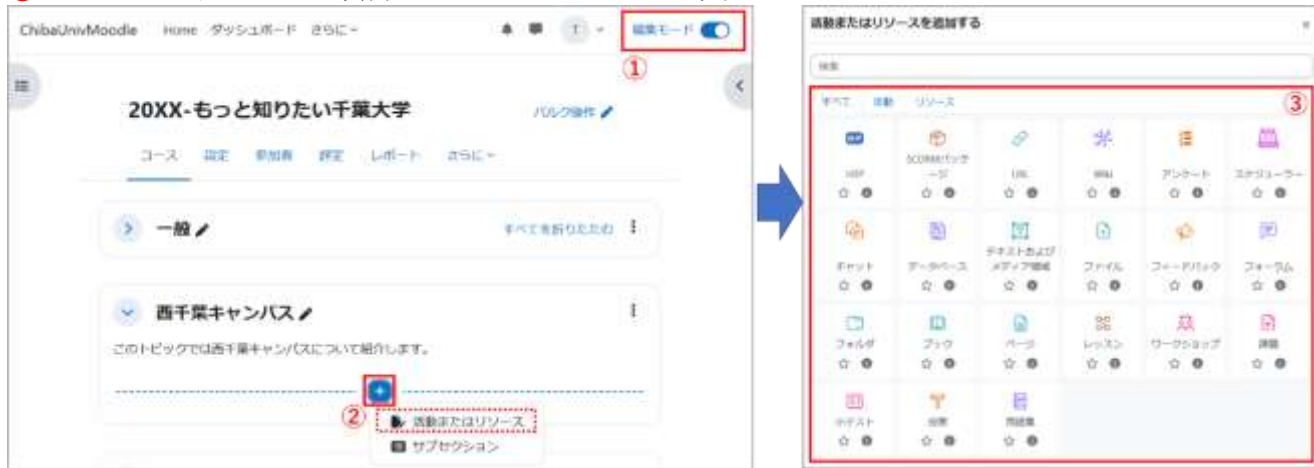 ChibaUnivMoodle Home ダッシュボード さらに
編集モード
①
20XX-もっと知りたい千葉大学
バルク操作
コース 設定 参加者 評定 レポート さらに
一般
すべてを折りたたむ
西千葉キャンパス
このトピックでは西千葉キャンパスについて紹介します。
②
活動またはリソース
サブセクション
活動またはリソースを追加する
検索
すべて 活動 リソース
③
SCORMパッケ
ージ
URL
アンケート
スケジューラー
チャット
データベース
テキストおよび
メディア領域
ファイル
フィードバック
フォーラム
フォルダ
ブック
ページ
レッスン
ワークショップ
課題
小テスト
投票
用語集